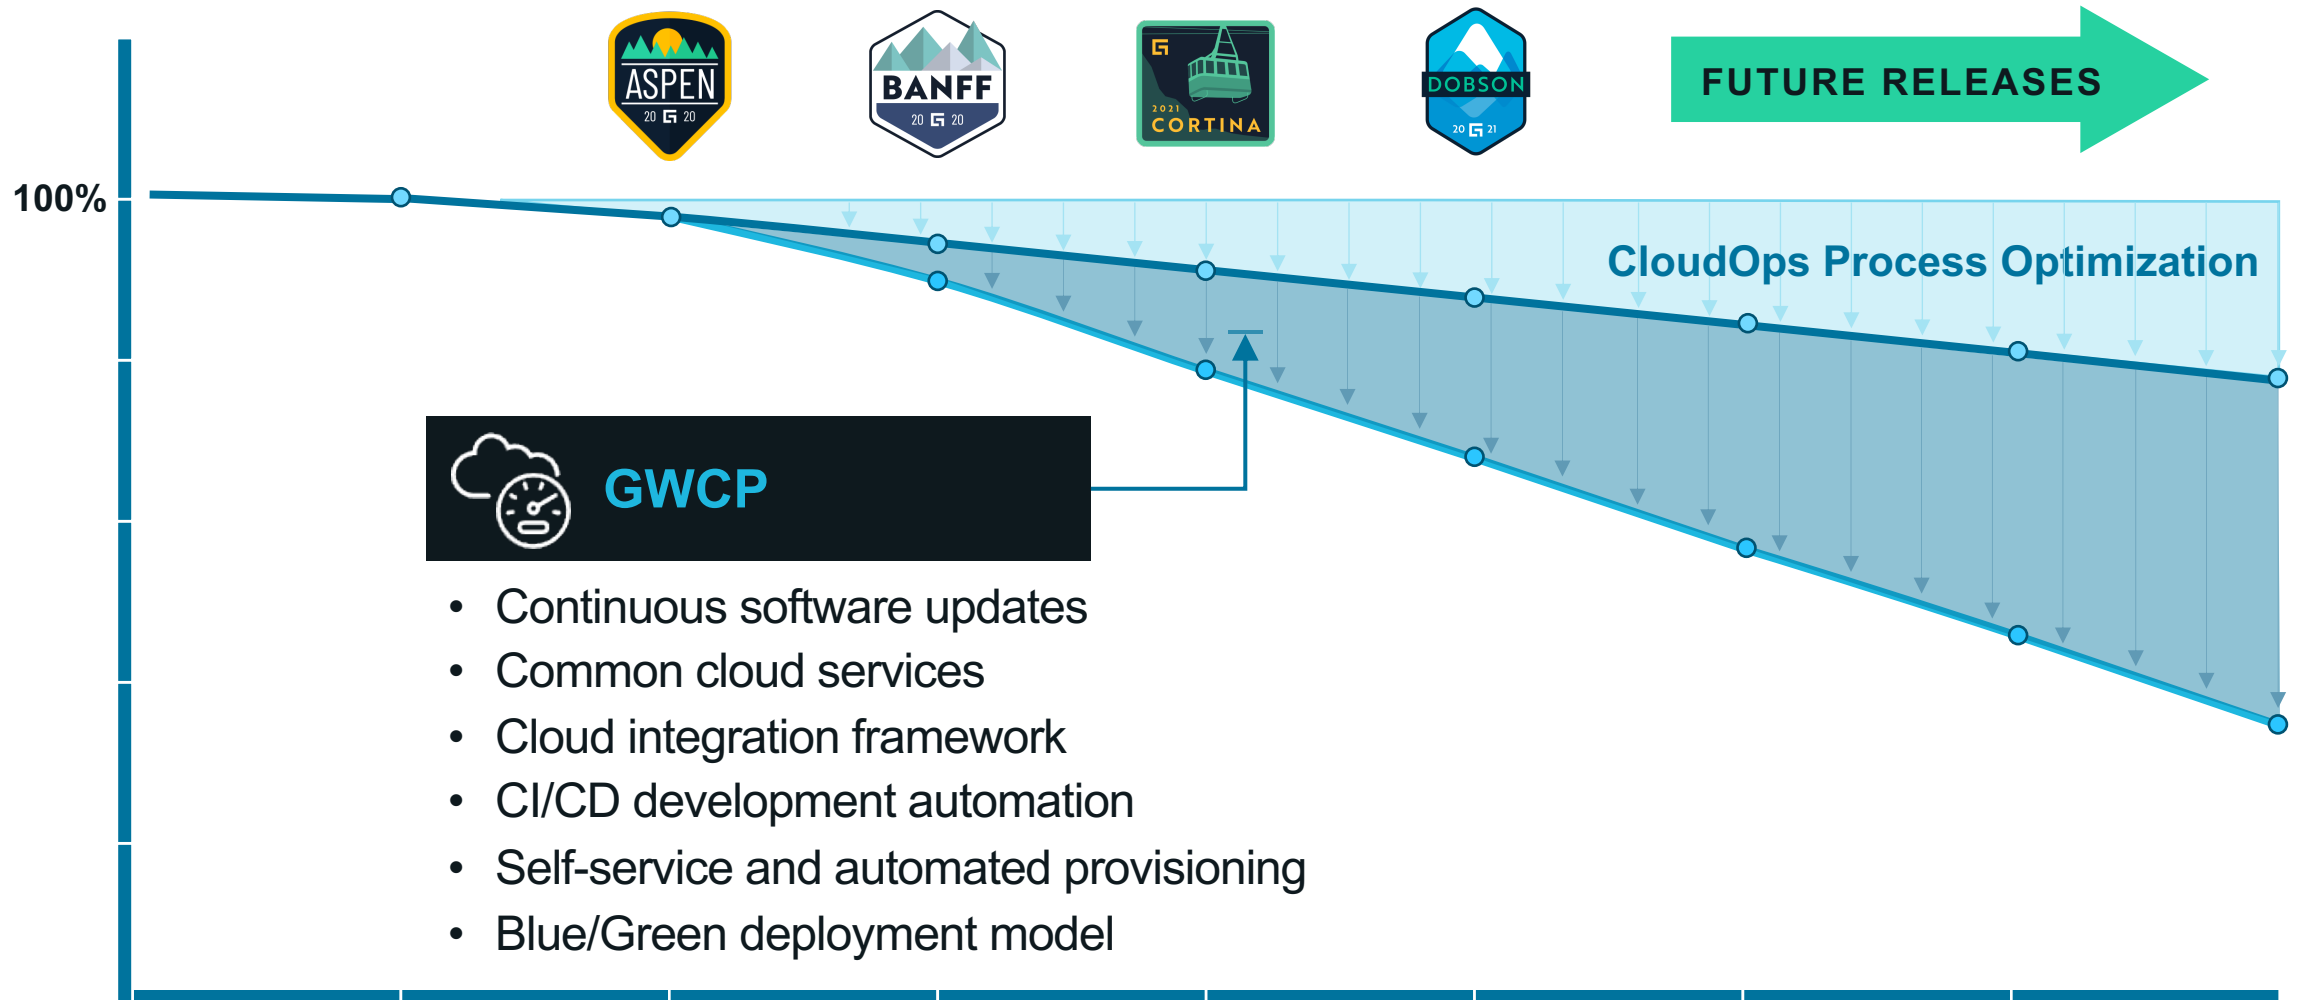 ASPEN
20 20
BANFF
20 20
2021
CORTINA
DOBSON
20 21
FUTURE RELEASES
100%
CloudOps Process Optimization
GWCP
• Continuous software updates
• Common cloud services
• Cloud integration framework
• CI/CD development automation
• Self-service and automated provisioning
• Blue/Green deployment model